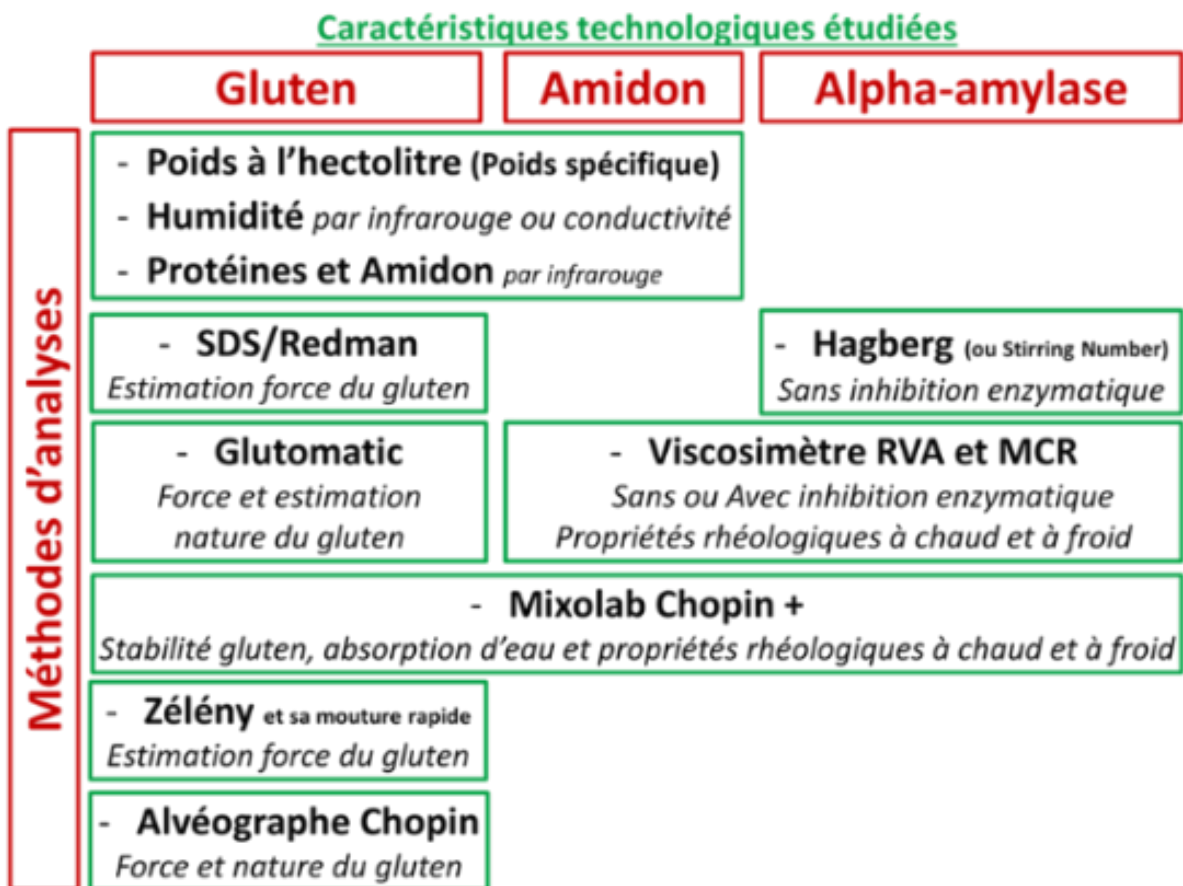 Caractéristiques technologiques étudiées
Gluten
Amidon
Alpha-amylase
Méthodes d'analyses
- Poids à l'hectolitre (Poids spécifique)
- Humidité par infrarouge ou conductivité
- Protéines et Amidon par infrarouge
- SDS/Redman
Estimation force du gluten
- Hagberg (ou Stirring Number)
Sans inhibition enzymatique
- Glutomatic
Force et estimation
nature du gluten
- Viscosimètre RVA et MCR
Sans ou Avec inhibition enzymatique
Propriétés rhéologiques à chaud et à froid
- Mixolab Chopin +
Stabilité gluten, absorption d'eau et propriétés rhéologiques à chaud et à froid
- Zélény et sa mouture rapide
Estimation force du gluten
- Alvéographe Chopin
Force et nature du gluten